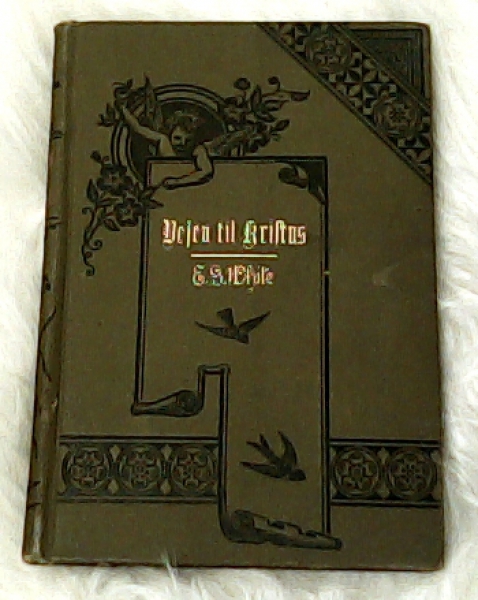 Vejen til Kristus
E. G. White